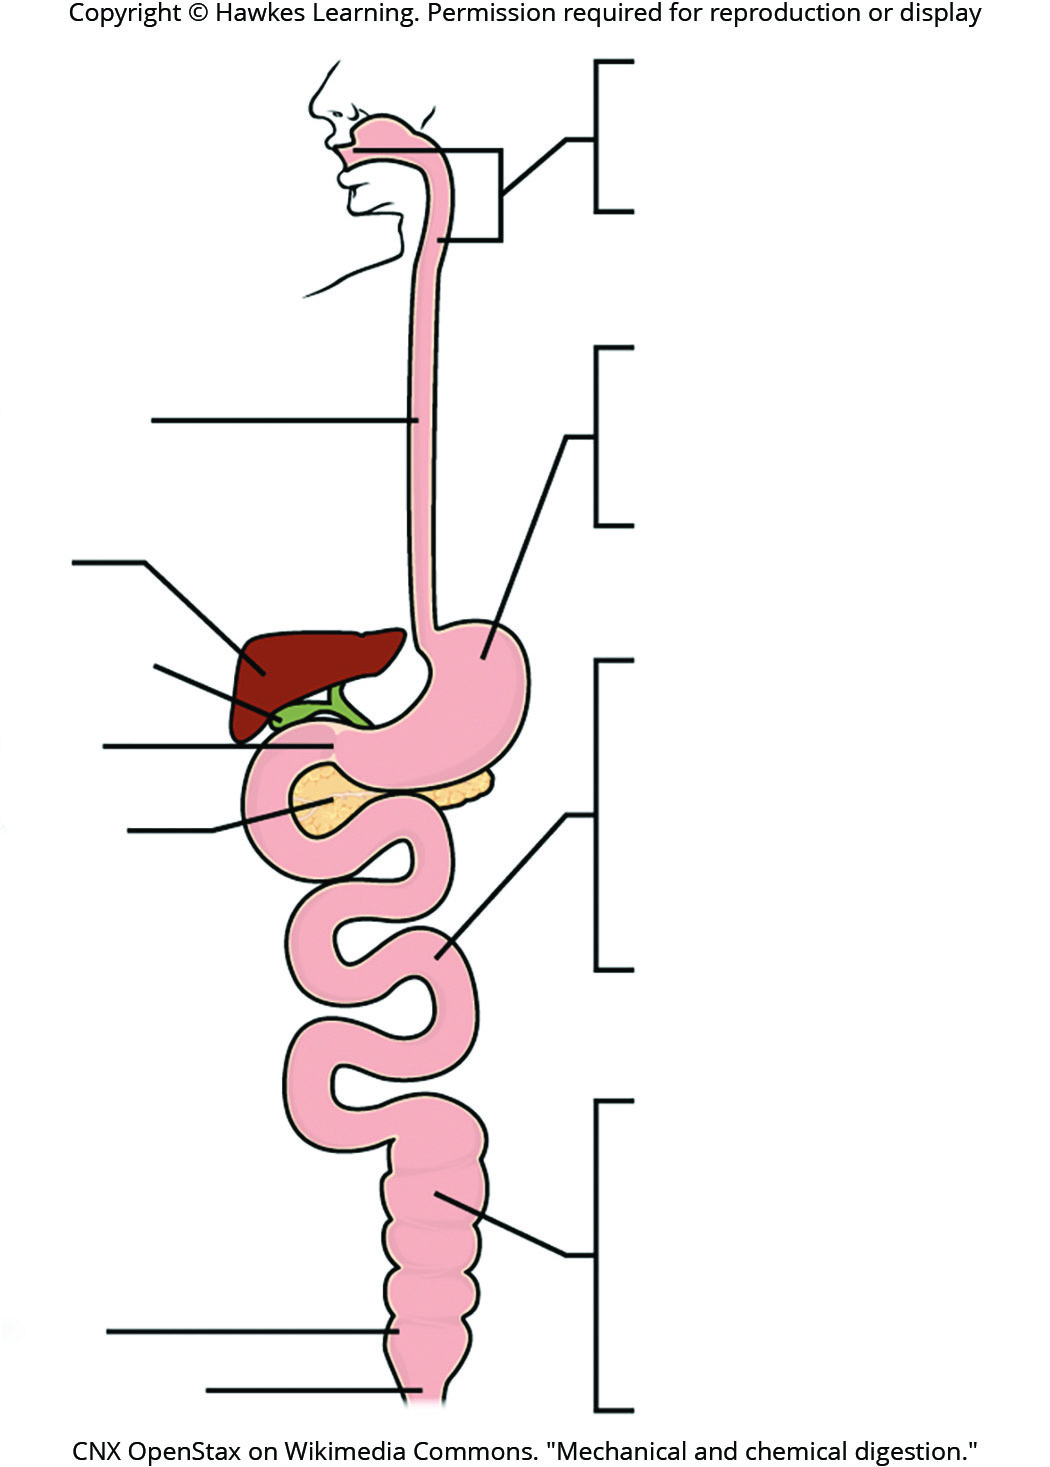 Copyright © Hawkes Learning. Permission required for reproduction or display
CNX OpenStax on Wikimedia Commons. "Mechanical and chemical digestion."